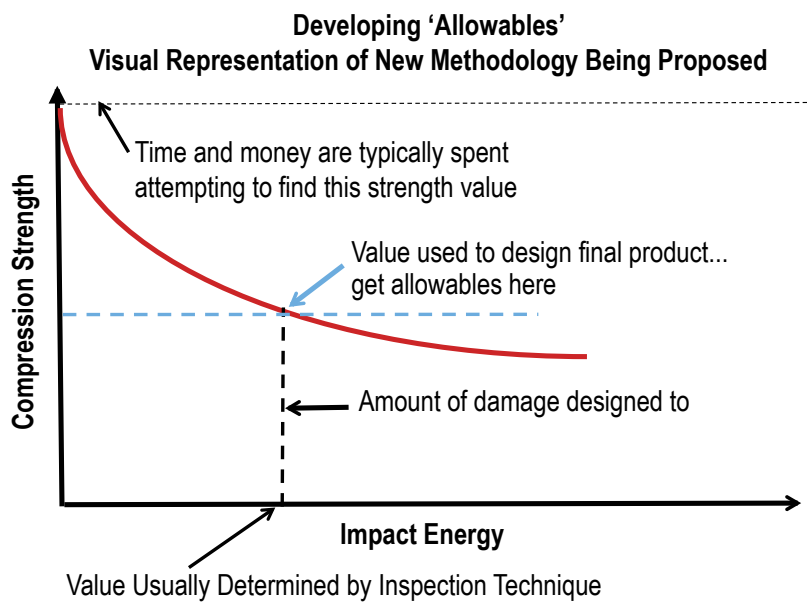 Developing ‘Allowables’
Visual Representation of New Methodology Being Proposed
Time and money are typically spent
attempting to find this strength value
Value used to design final product...
get allowables here
Compression Strength
Amount of damage designed to
Impact Energy
Value Usually Determined by Inspection Technique